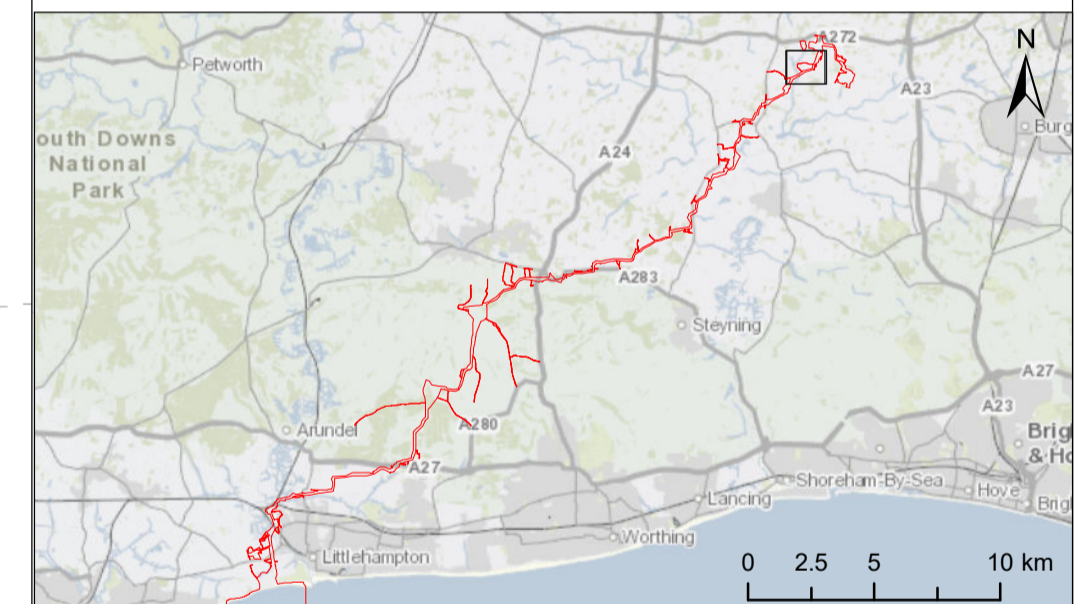 A272
Petworth
N
A23
Burg
outh Downs
National
Park
A24
A283
Steyning
A27
A23
Arundel
A280
Brig
& Ho
A27
Shoreham-By-Sea
Hove
Lancing
Brig
Worthing
Littlehampton
0 2.5 5 10 km